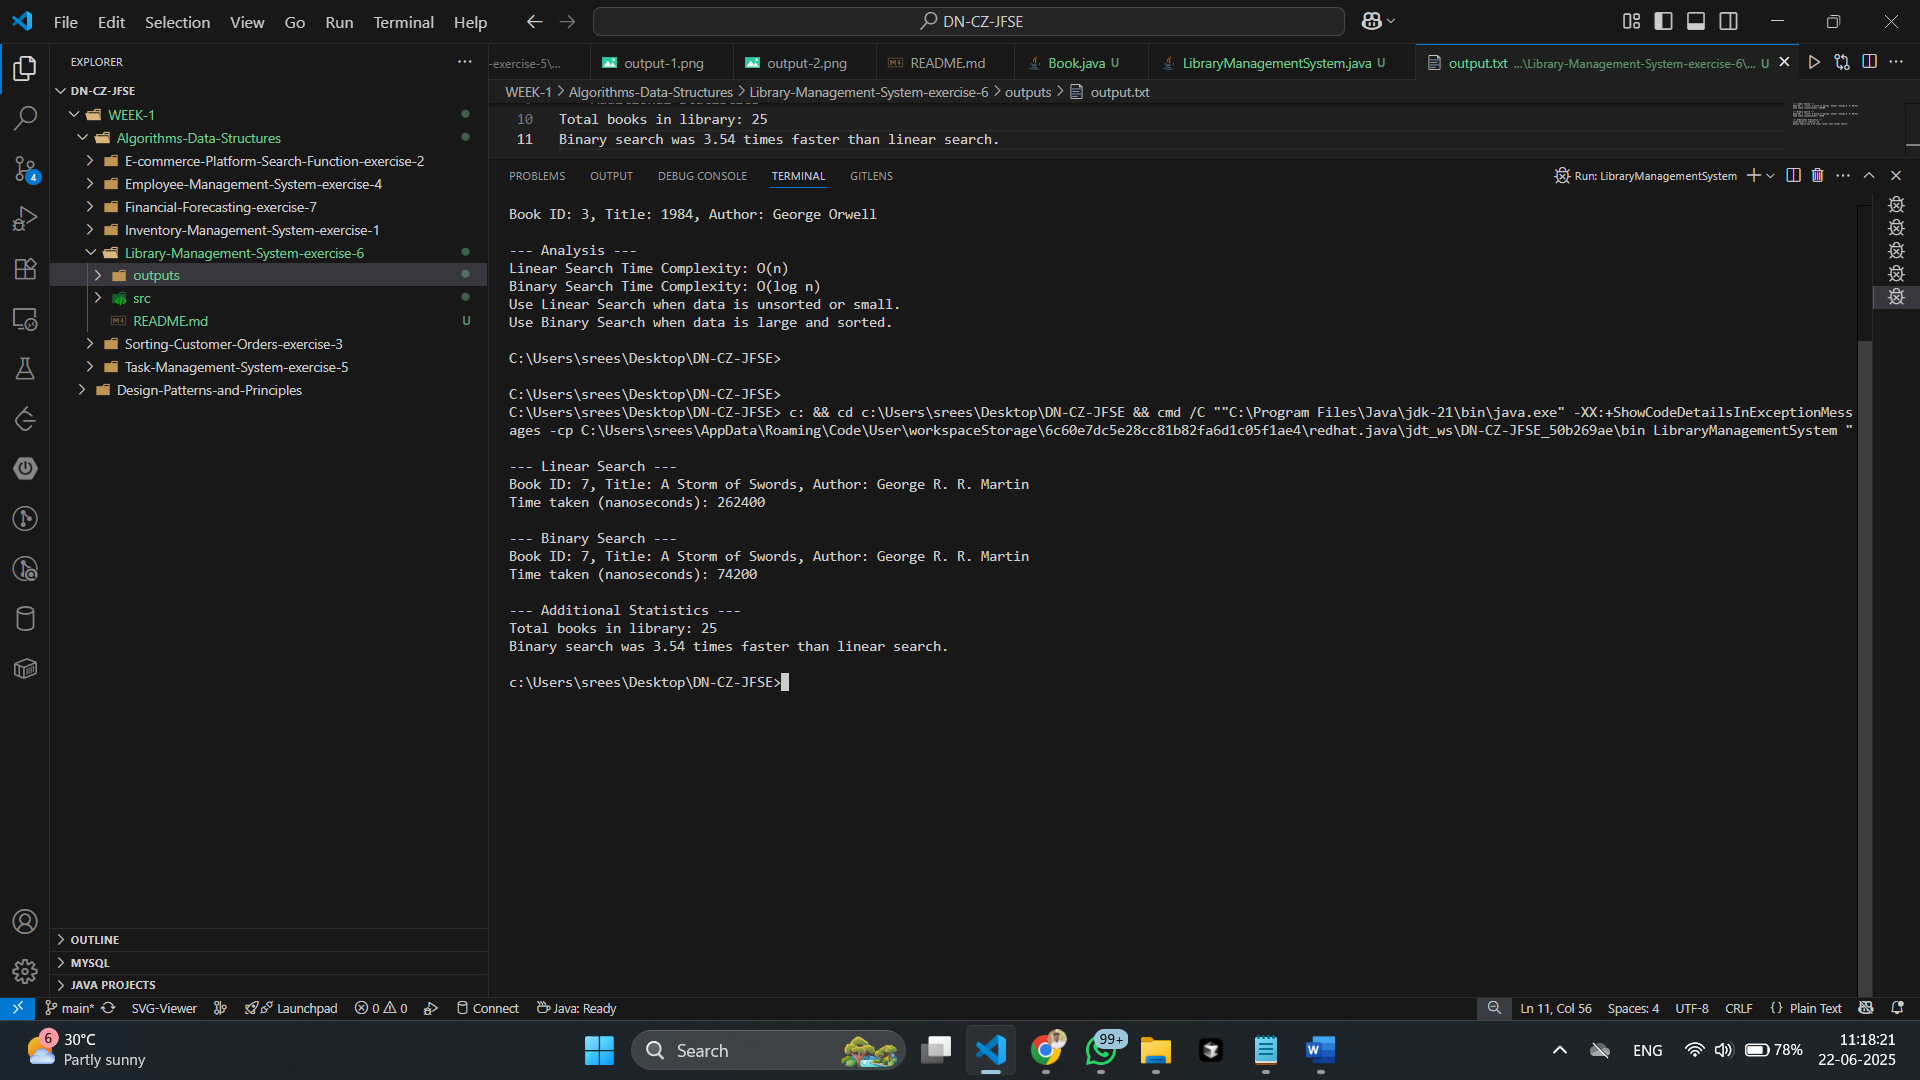 File Edit Selection View Go Run Terminal Help
DN-CZ-JFSE
EXPLORER
DN-CZ-JFSE
WEEK-1
Algorithms-Data-Structures
E-commerce-Platform-Search-Function-exercise-2
Employee-Management-System-exercise-4
Financial-Forecasting-exercise-7
Inventory-Management-System-exercise-1
Library-Management-System-exercise-6
outputs
src
README.md U
Sorting-Customer-Orders-exercise-3
Task-Management-System-exercise-5
Design-Patterns-and-Principles
OUTLINE
MYSQL
JAVA PROJECTS
4
-exercise-5\... output-1.png output-2.png README.md Book.java U LibraryManagementSystem.java U output.txt ...\Library-Management-System-exercise-6\... U
WEEK-1 > Algorithms-Data-Structures > Library-Management-System-exercise-6 > outputs > output.txt
10 Total books in library: 25
11 Binary search was 3.54 times faster than linear search.
PROBLEMS OUTPUT DEBUG CONSOLE TERMINAL GITLENS
Run: LibraryManagementSystem
Book ID: 3, Title: 1984, Author: George Orwell
--- Analysis ---
Linear Search Time Complexity: O(n)
Binary Search Time Complexity: O(log n)
Use Linear Search when data is unsorted or small.
Use Binary Search when data is large and sorted.
C:\Users\srees\Desktop\DN-CZ-JFSE>
C:\Users\srees\Desktop\DN-CZ-JFSE>
C:\Users\srees\Desktop\DN-CZ-JFSE> c: && cd c:\Users\srees\Desktop\DN-CZ-JFSE && cmd /C ""C:\Program Files\Java\jdk-21\bin\java.exe" -XX:+ShowCodeDetailsInExceptionMess
ages -cp C:\Users\srees\AppData\Roaming\Code\User\workspaceStorage\6c60e7dc5e28cc81b82fa6d1c05f1ae4\redhat.java\jdt_ws\DN-CZ-JFSE_50b269ae\bin LibraryManagementSystem "
--- Linear Search ---
Book ID: 7, Title: A Storm of Swords, Author: George R. R. Martin
Time taken (nanoseconds): 262400
--- Binary Search ---
Book ID: 7, Title: A Storm of Swords, Author: George R. R. Martin
Time taken (nanoseconds): 74200
--- Additional Statistics ---
Total books in library: 25
Binary search was 3.54 times faster than linear search.
c:\Users\srees\Desktop\DN-CZ-JFSE>
main* SVG-Viewer Launchpad 0 0 Connect Java: Ready
Ln 11, Col 56 Spaces: 4 UTF-8 CRLF {} Plain Text
6 30°C
Partly sunny
Search
99+
ENG
78%
11:18:21
22-06-2025